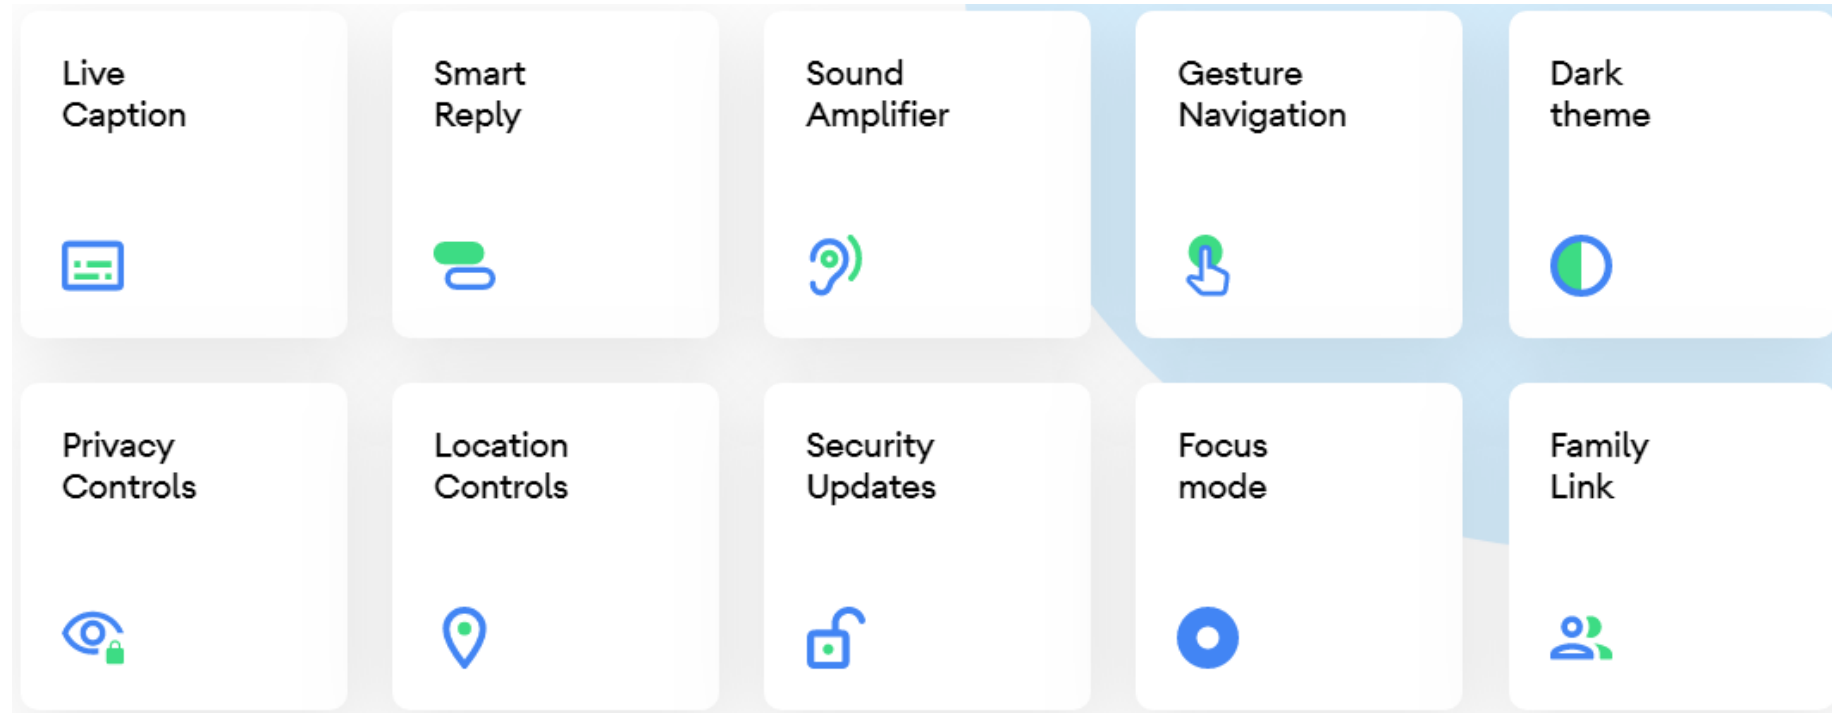 Live
Caption
Smart
Reply
Sound
Amplifier
Gesture
Navigation
Dark
theme
Privacy
Controls
Location
Controls
Security
Updates
Focus
mode
Family
Link